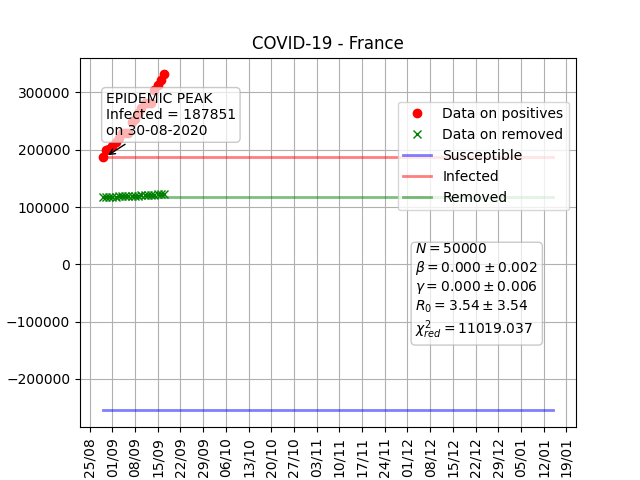 COVID-19 - France
300000
200000
100000
0
−100000
−200000
EPIDEMIC PEAK
Infected = 187851
on 30-08-2020
Data on positives
Data on removed
Susceptible
Infected
Removed
N = 50000
β = 0.000 ± 0.002
γ = 0.000 ± 0.006
R₀ = 3.54 ± 3.54
χ²red = 11019.037
25/08
01/09
08/09
15/09
22/09
29/09
06/10
13/10
20/10
27/10
03/11
10/11
17/11
24/11
01/12
08/12
15/12
22/12
29/12
05/01
12/01
19/01